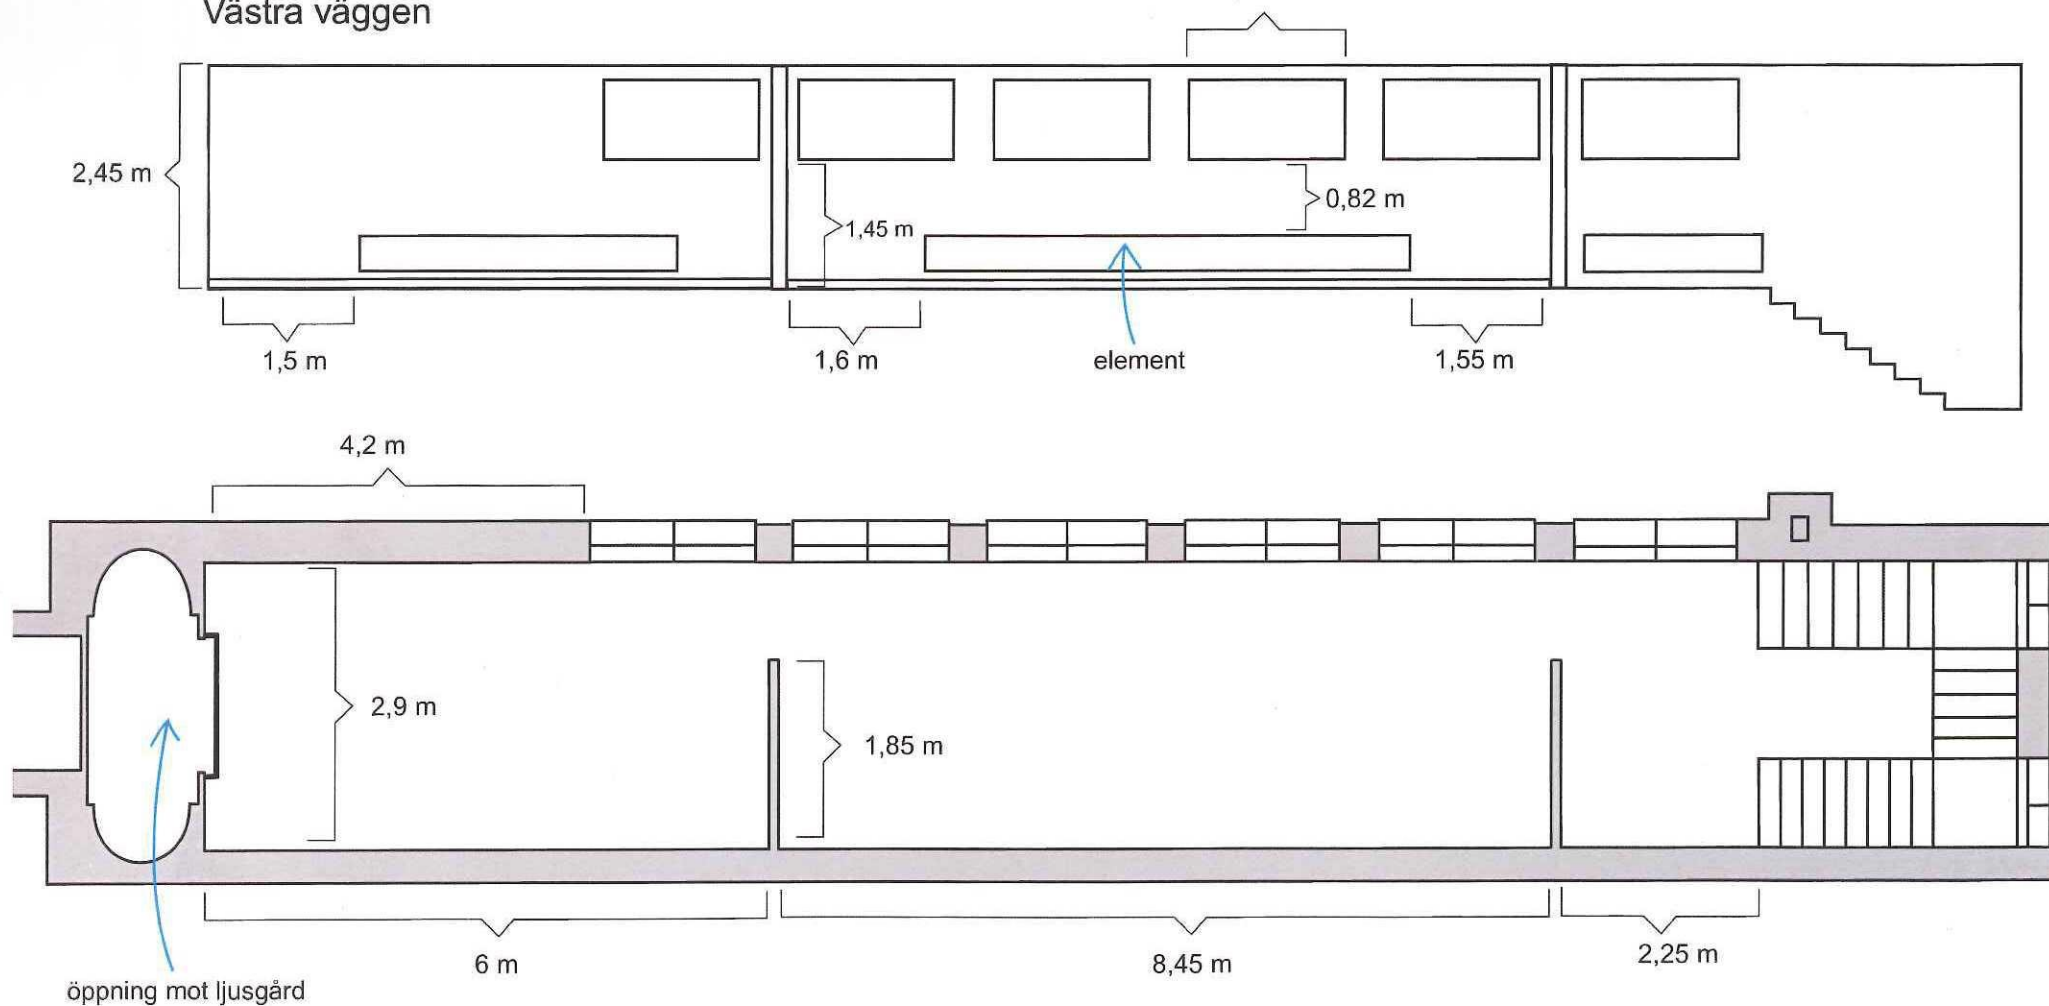 Västra väggen
2,45 m
1,45 m
0,82 m
1,5 m
1,6 m
element
1,55 m
4,2 m
2,9 m
1,85 m
6 m
8,45 m
2,25 m
öppning mot ljusgård